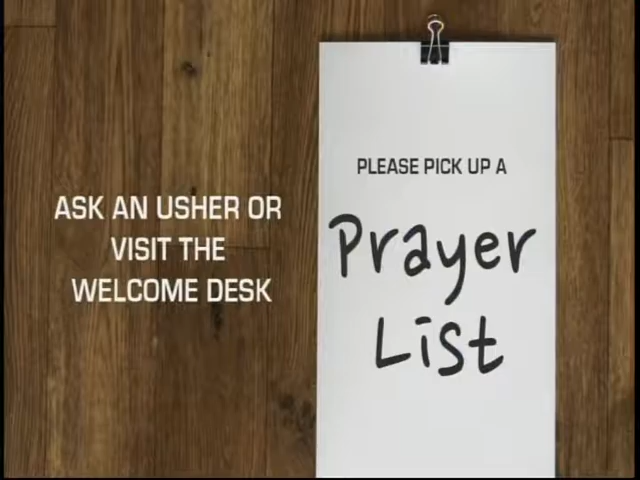 ASK AN USHER OR
VISIT THE
WELCOME DESK
PLEASE PICK UP A
Prayer
List